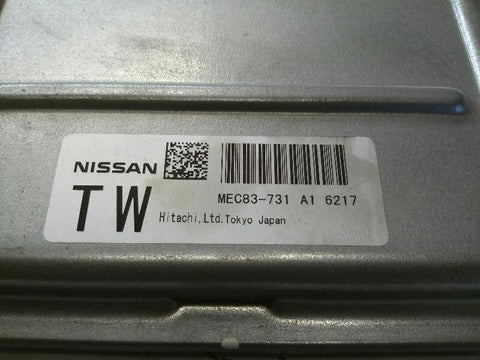 NISSAN
MEC83-731 A1 6217
TW
Hitachi,Ltd.Tokyo Japan